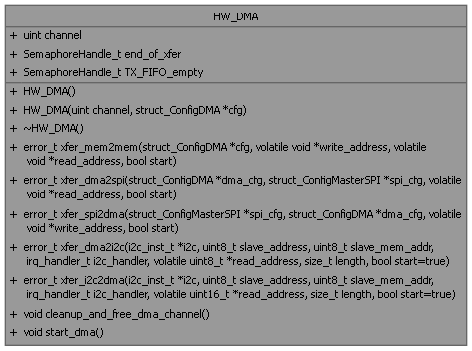 HW_DMA
+ uint channel
+ SemaphoreHandle_t end_of_xfer
+ SemaphoreHandle_t TX_FIFO_empty
+ HW_DMA()
+ HW_DMA(uint channel, struct_ConfigDMA *cfg)
+ ~HW_DMA()
+ error_t xfer_mem2mem(struct_ConfigDMA *cfg, volatile void *write_address, volatile
void *read_address, bool start)
+ error_t xfer_dma2spi(struct_ConfigDMA *dma_cfg, struct_ConfigMasterSPI *spi_cfg, volatile
void *read_address, bool start)
+ error_t xfer_spi2dma(struct_ConfigMasterSPI *spi_cfg, struct_ConfigDMA *dma_cfg, volatile
void *write_address, bool start)
+ error_t xfer_dma2i2c(i2c_inst_t *i2c, uint8_t slave_address, uint8_t slave_mem_addr,
irq_handler_t i2c_handler, volatile uint8_t *read_address, size_t length, bool start=true)
+ error_t xfer_i2c2dma(i2c_inst_t *i2c, uint8_t slave_address, uint8_t slave_mem_addr,
irq_handler_t i2c_handler, volatile uint16_t *read_address, size_t length, bool start=true)
+ void cleanup_and_free_dma_channel()
+ void start_dma()